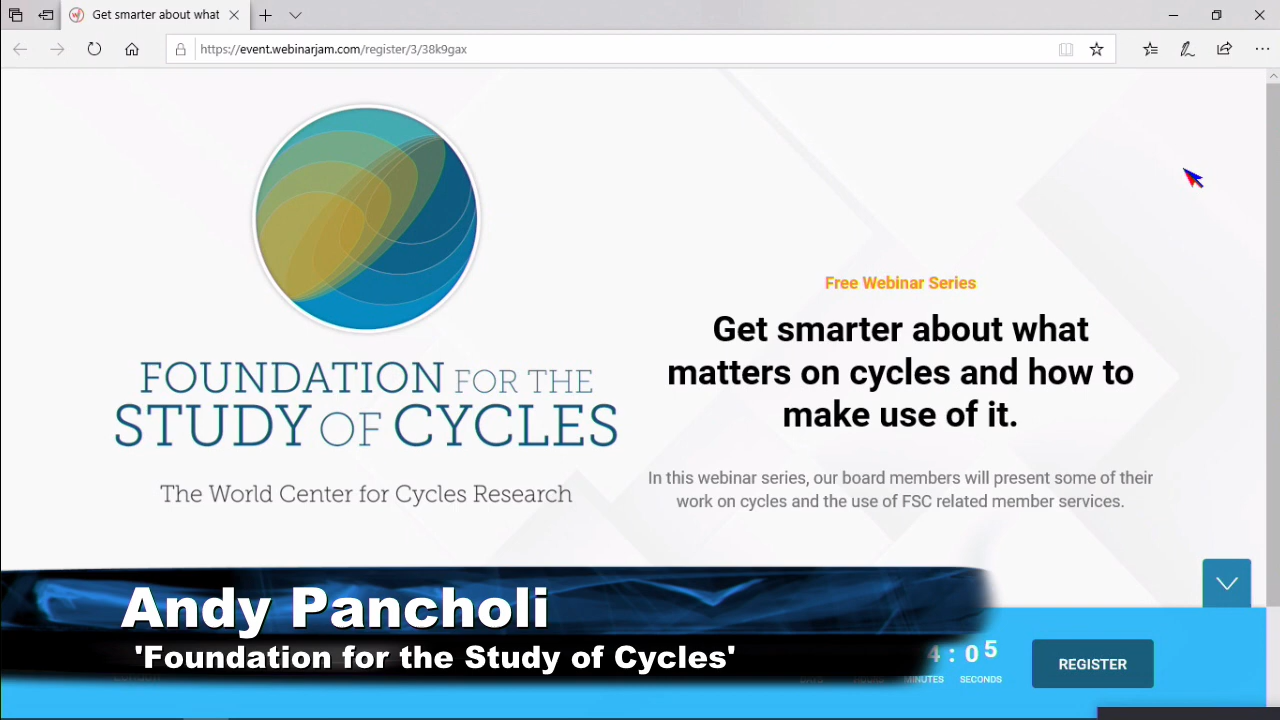 Get smarter about what
https://event.webinarjam.com/register/3/38k9gax
FOUNDATION FOR THE
STUDY OF CYCLES
The World Center for Cycles Research
Free Webinar Series
Get smarter about what
matters on cycles and how to
make use of it.
In this webinar series, our board members will present some of their
work on cycles and the use of FSC related member services.
Andy Pancholi
'Foundation for the Study of Cycles'
4 : 05
MINUTES SECONDS
REGISTER